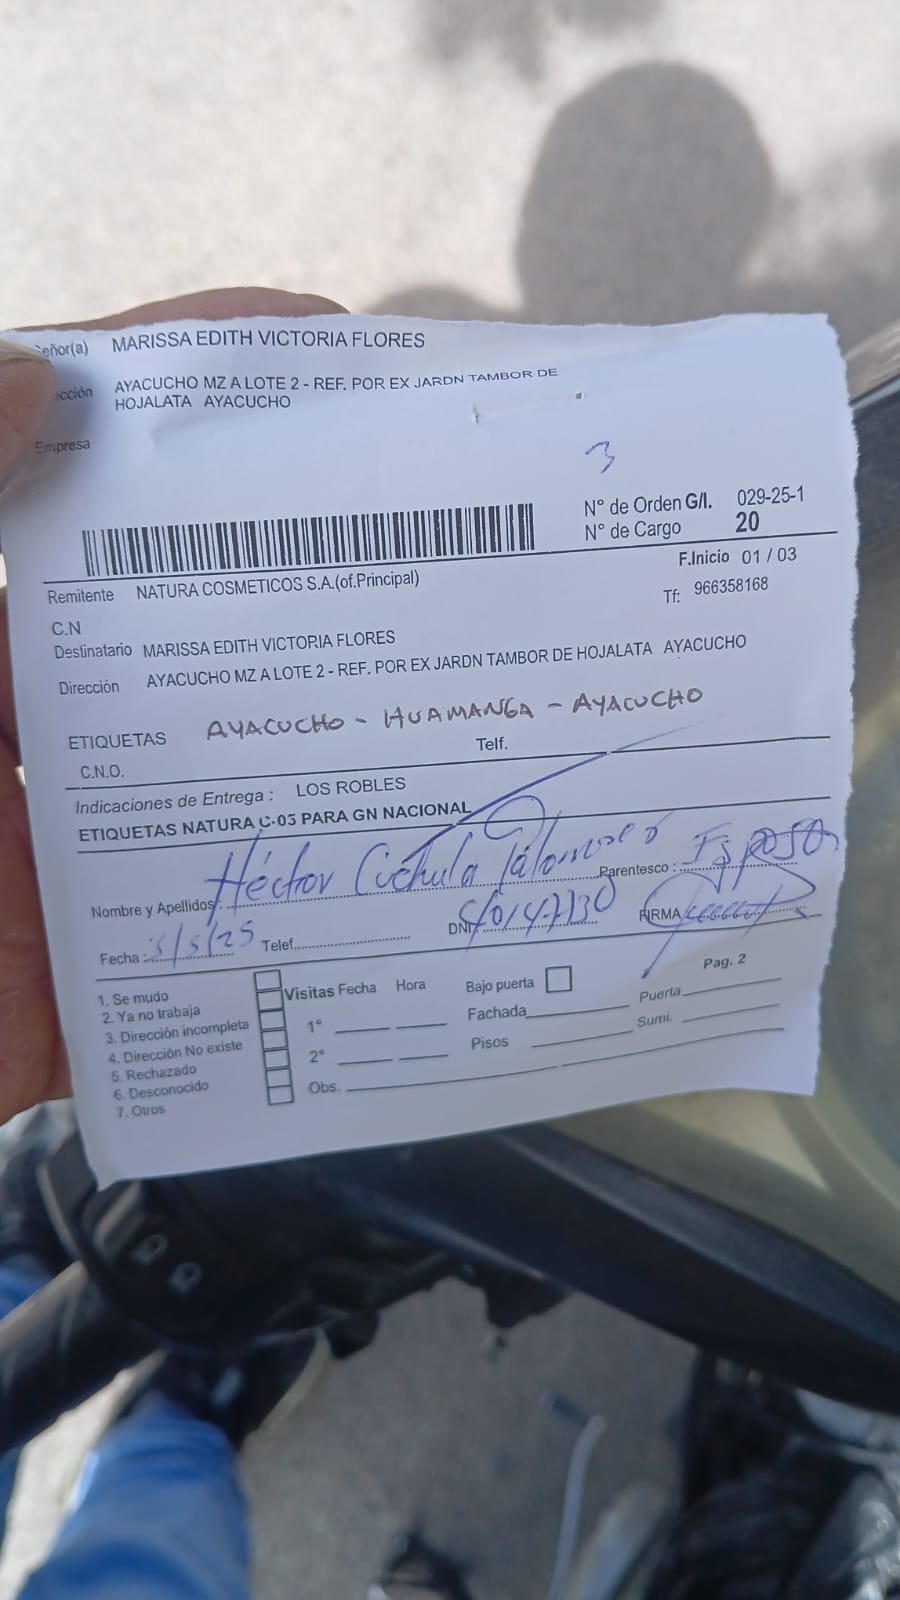 eñor(a) MARISSA EDITH VICTORIA FLORES
cción AYACUCHO MZ A LOTE 2 - REF. POR EX JARDN TAMBOR DE
HOJALATA AYACUCHO
Empresa
3
N° de Orden G/I. 029-25-1
N° de Cargo 20
F.Inicio 01 / 03
Remitente NATURA COSMETICOS S.A.(of.Principal)
Tf: 966358168
C.N
Destinatario MARISSA EDITH VICTORIA FLORES
Dirección AYACUCHO MZ A LOTE 2 - REF. POR EX JARDN TAMBOR DE HOJALATA AYACUCHO
ETIQUETAS AYACUCHO - HUAMANGA - AYACUCHO
C.N.O. Telf.
Indicaciones de Entrega : LOS ROBLES
ETIQUETAS NATURA C-05 PARA GN NACIONAL
Nombre y Apellidos: Héctor Parentesco :
Fecha : Telef. DNI FIRMA
Pag. 2
1. Se mudo
2. Ya no trabaja
3. Dirección incompleta
4. Dirección No existe
5. Rechazado
6. Desconocido
7. Otros
Visitas Fecha Hora
1°
2°
Obs.
Bajo puerta
Fachada
Pisos
Puerta
Sumi.